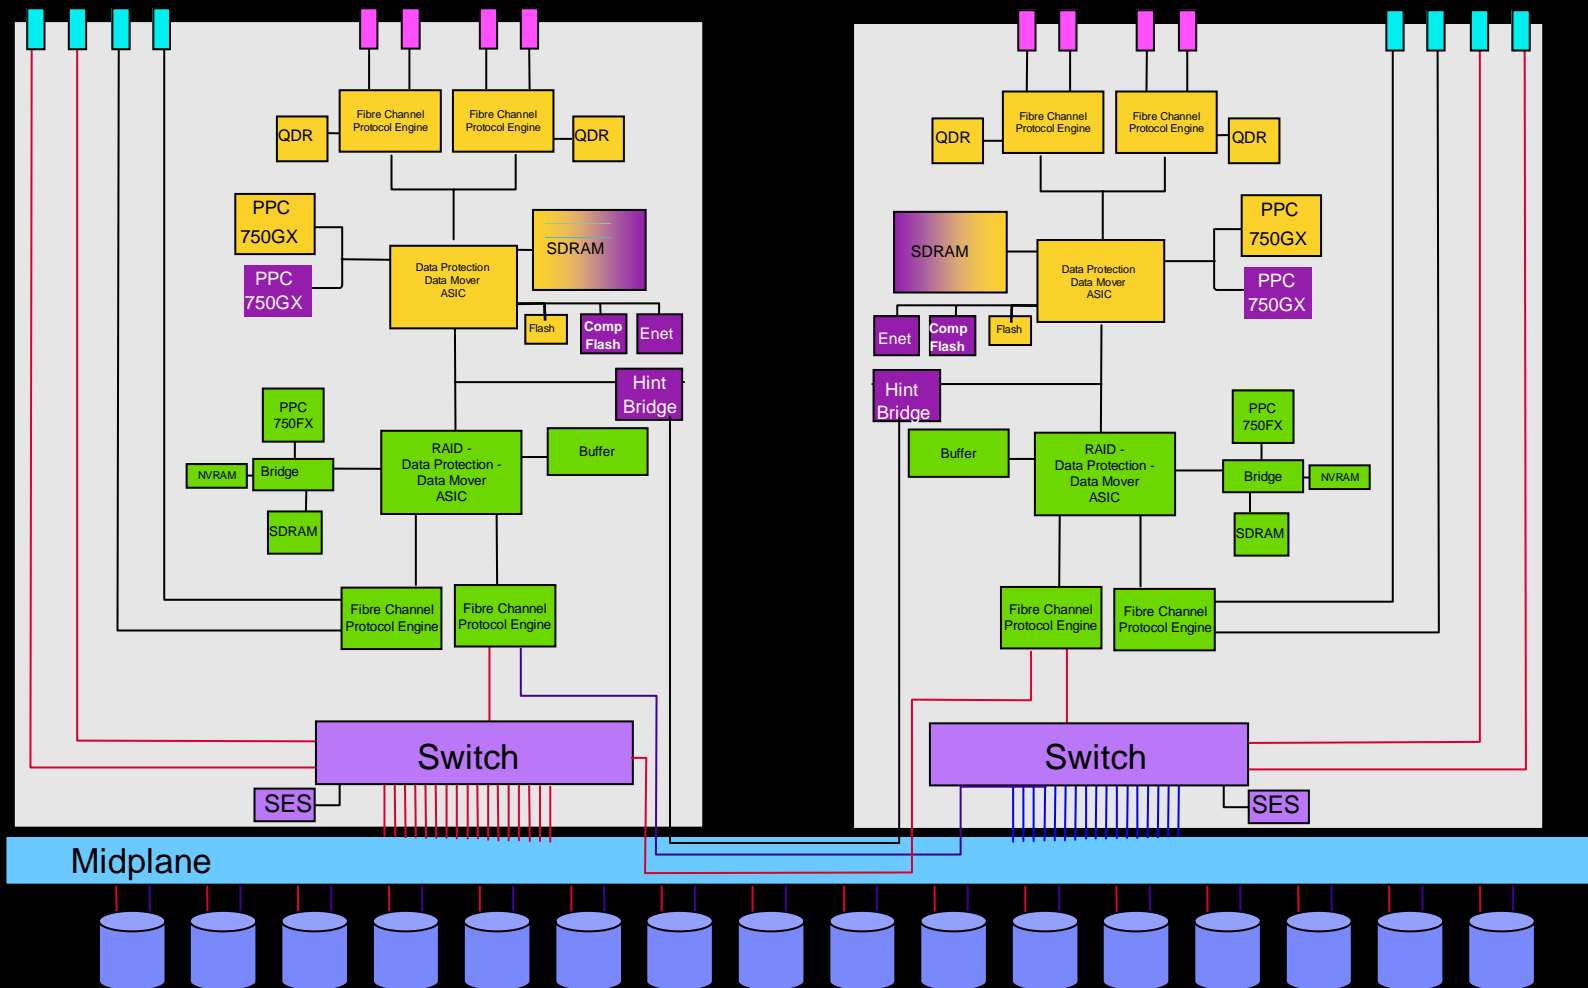 Fibre Channel
Protocol Engine
Fibre Channel
Protocol Engine
QDR
QDR
PPC
750GX
PPC
750GX
SDRAM
Data Protection
Data Mover
ASIC
Flash
Comp
Flash
Enet
Hint
Bridge
PPC
750FX
NVRAM
Bridge
SDRAM
RAID -
Data Protection -
Data Mover
ASIC
Buffer
Fibre Channel
Protocol Engine
Fibre Channel
Protocol Engine
Switch
SES
Fibre Channel
Protocol Engine
Fibre Channel
Protocol Engine
QDR
QDR
SDRAM
Data Protection
Data Mover
ASIC
PPC
750GX
PPC
750GX
Enet
Comp
Flash
Flash
Hint
Bridge
Buffer
RAID -
Data Protection -
Data Mover
ASIC
PPC
750FX
Bridge
NVRAM
SDRAM
Fibre Channel
Protocol Engine
Fibre Channel
Protocol Engine
Switch
SES
Midplane